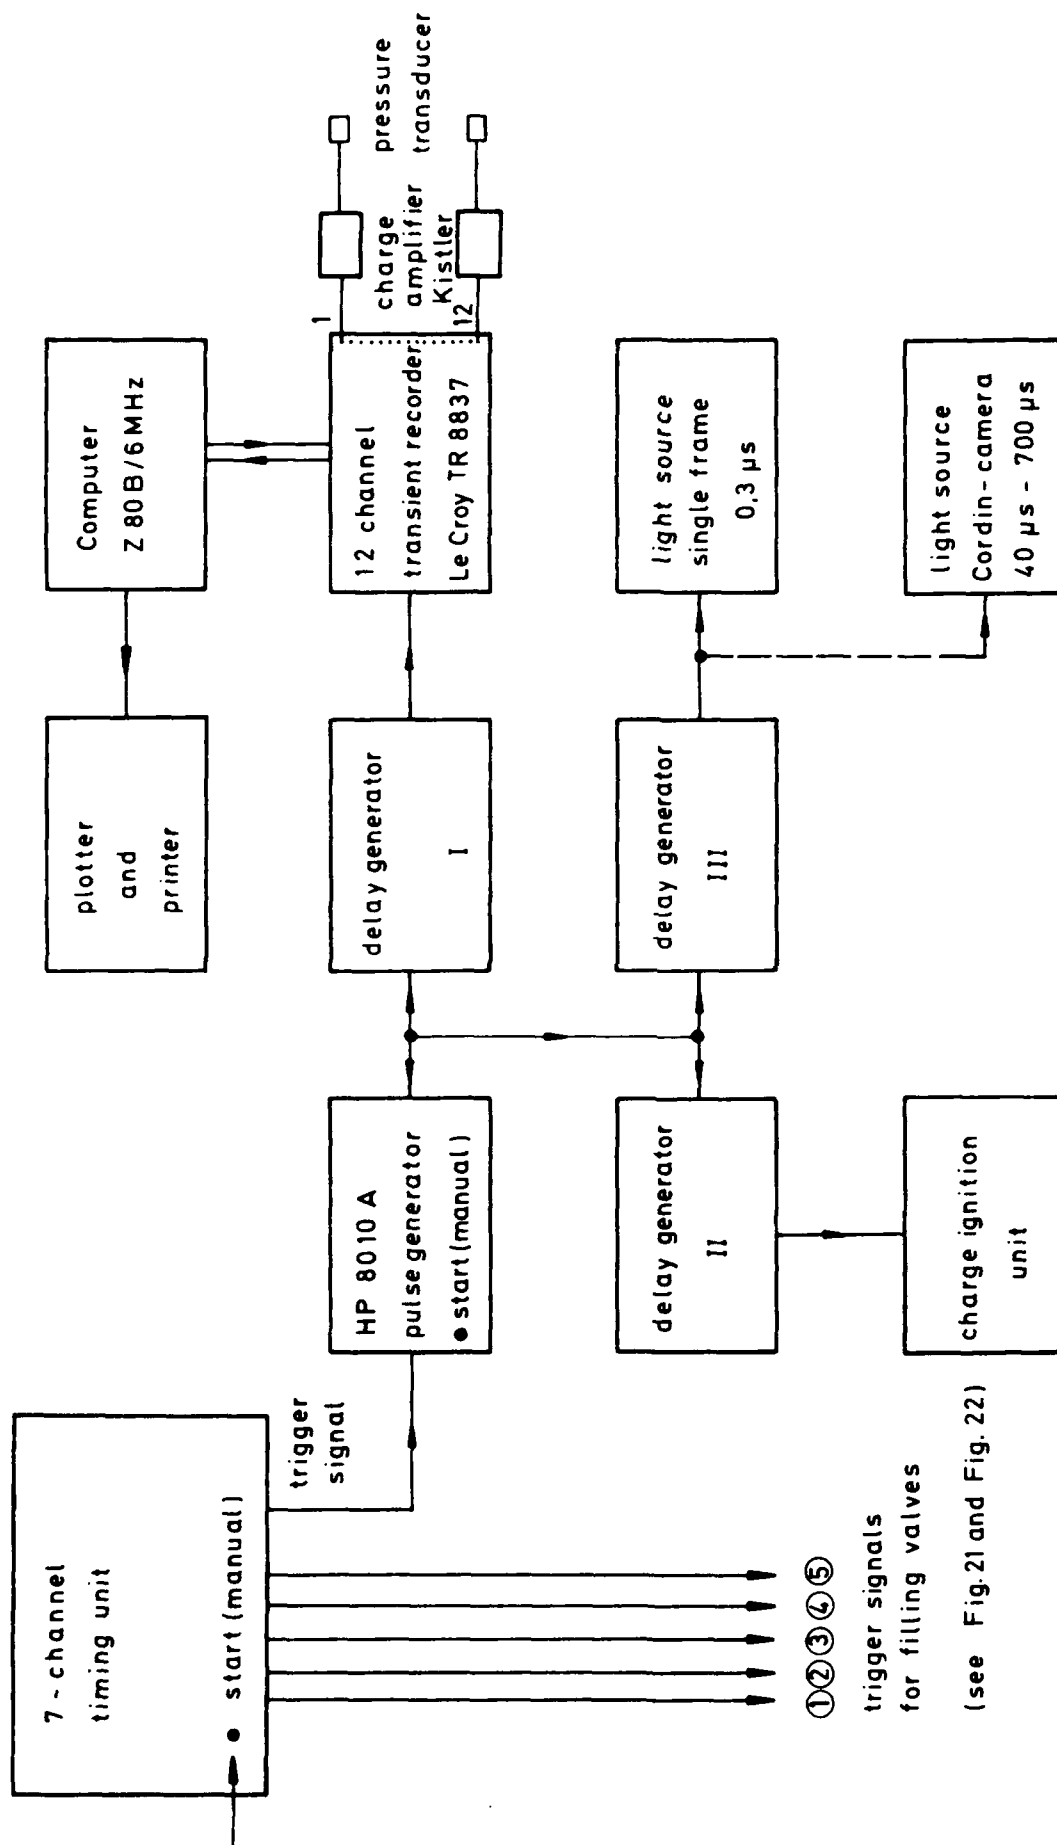 7-channel
timing unit
● start (manual)
trigger
signal
①②③④⑤
trigger signals
for filling valves
(see Fig. 21 and Fig. 22)
HP 8010 A
pulse generator
● start (manual)
delay generator
II
charge ignition
unit
plotter
and
printer
delay generator
I
delay generator
III
Computer
Z 80B/6MHz
12 channel
transient recorder
Le Croy TR 8837
1
12
charge
amplifier
Kistler
pressure
transducer
light source
single frame
0,3 µs
light source
Cordin-camera
40 µs - 700 µs